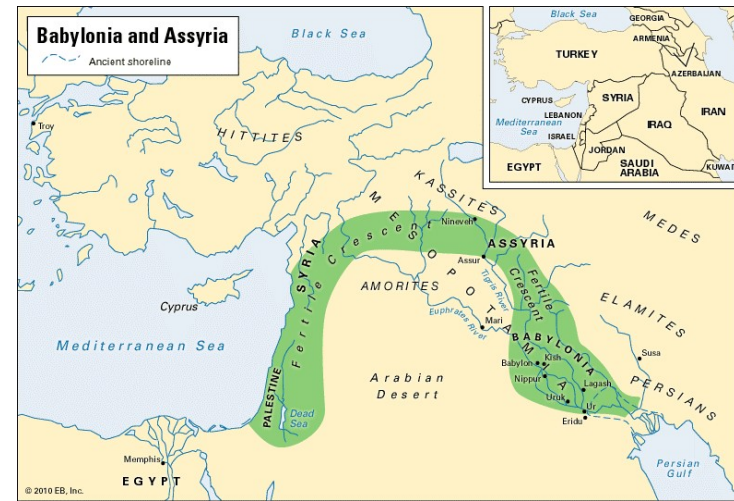 Babylonia and Assyria
Ancient shoreline
Black Sea
Troy
HITTITES
Cyprus
Mediterranean Sea
SYRIA
Fertile Crescent
PALESTINE
Dead Sea
Memphis
EGYPT
© 2010 EB, Inc.
KASSITES
MESOPOTAMIA
Nineveh
ASSYRIA
Assur
AMORITES
Tigris River
Euphrates River
Fertile Crescent
Mari
BABYLONIA
Babylon
Kish
Nippur
Lagash
Uruk
Ur
Eridu
Arabian
Desert
MEDES
ELAMITES
Susa
PERSIANS
Persian
Gulf
Black Sea
GEORGIA
ARMENIA
TURKEY
AZERBAIJAN
CYPRUS
SYRIA
LEBANON
Mediterranean
Sea
ISRAEL
IRAQ
IRAN
JORDAN
EGYPT
SAUDI
ARABIA
KUWAI